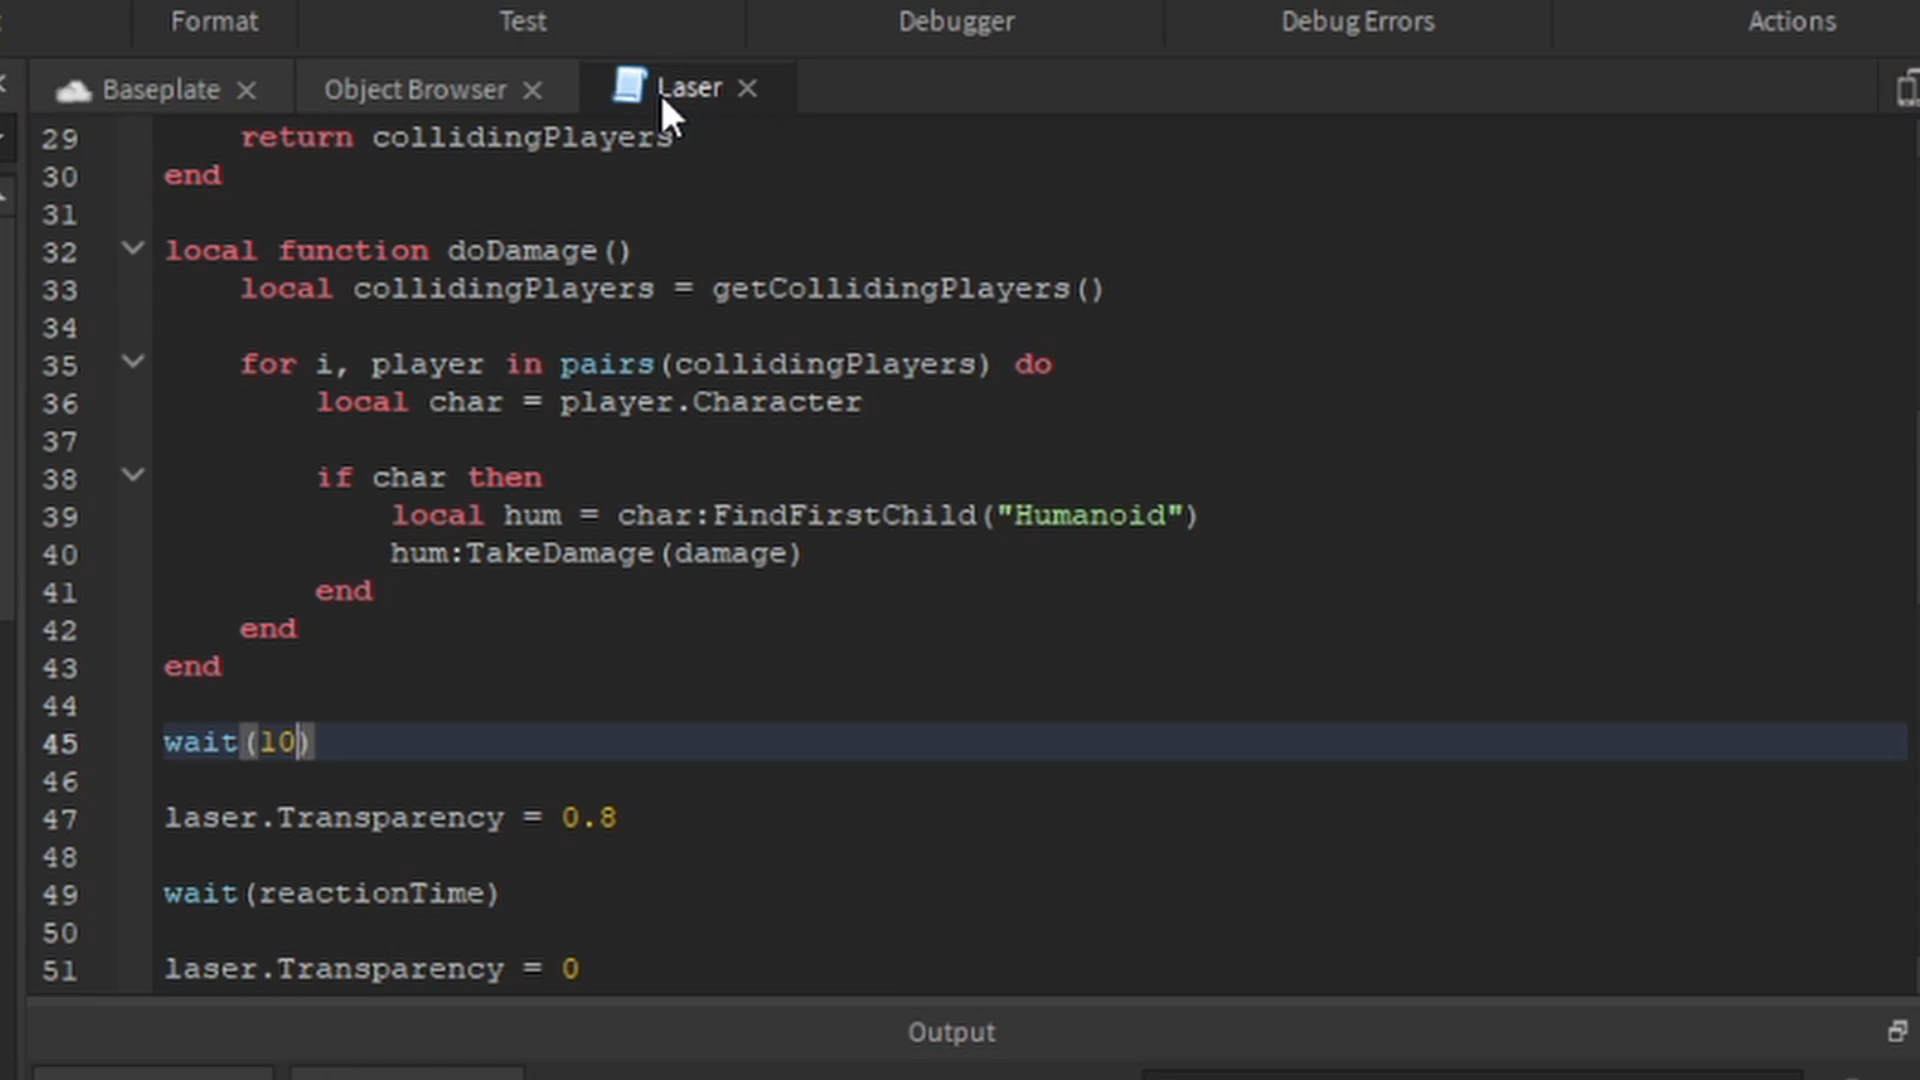 Format Test Debugger Debug Errors Actions
Baseplate Object Browser Laser
29 return collidingPlayers
30 end
31
32 local function doDamage()
33 local collidingPlayers = getCollidingPlayers()
34
35 for i, player in pairs(collidingPlayers) do
36 local char = player.Character
37
38 if char then
39 local hum = char:FindFirstChild("Humanoid")
40 hum:TakeDamage(damage)
41 end
42 end
43 end
44
45 wait(10)
46
47 laser.Transparency = 0.8
48
49 wait(reactionTime)
50
51 laser.Transparency = 0
Output